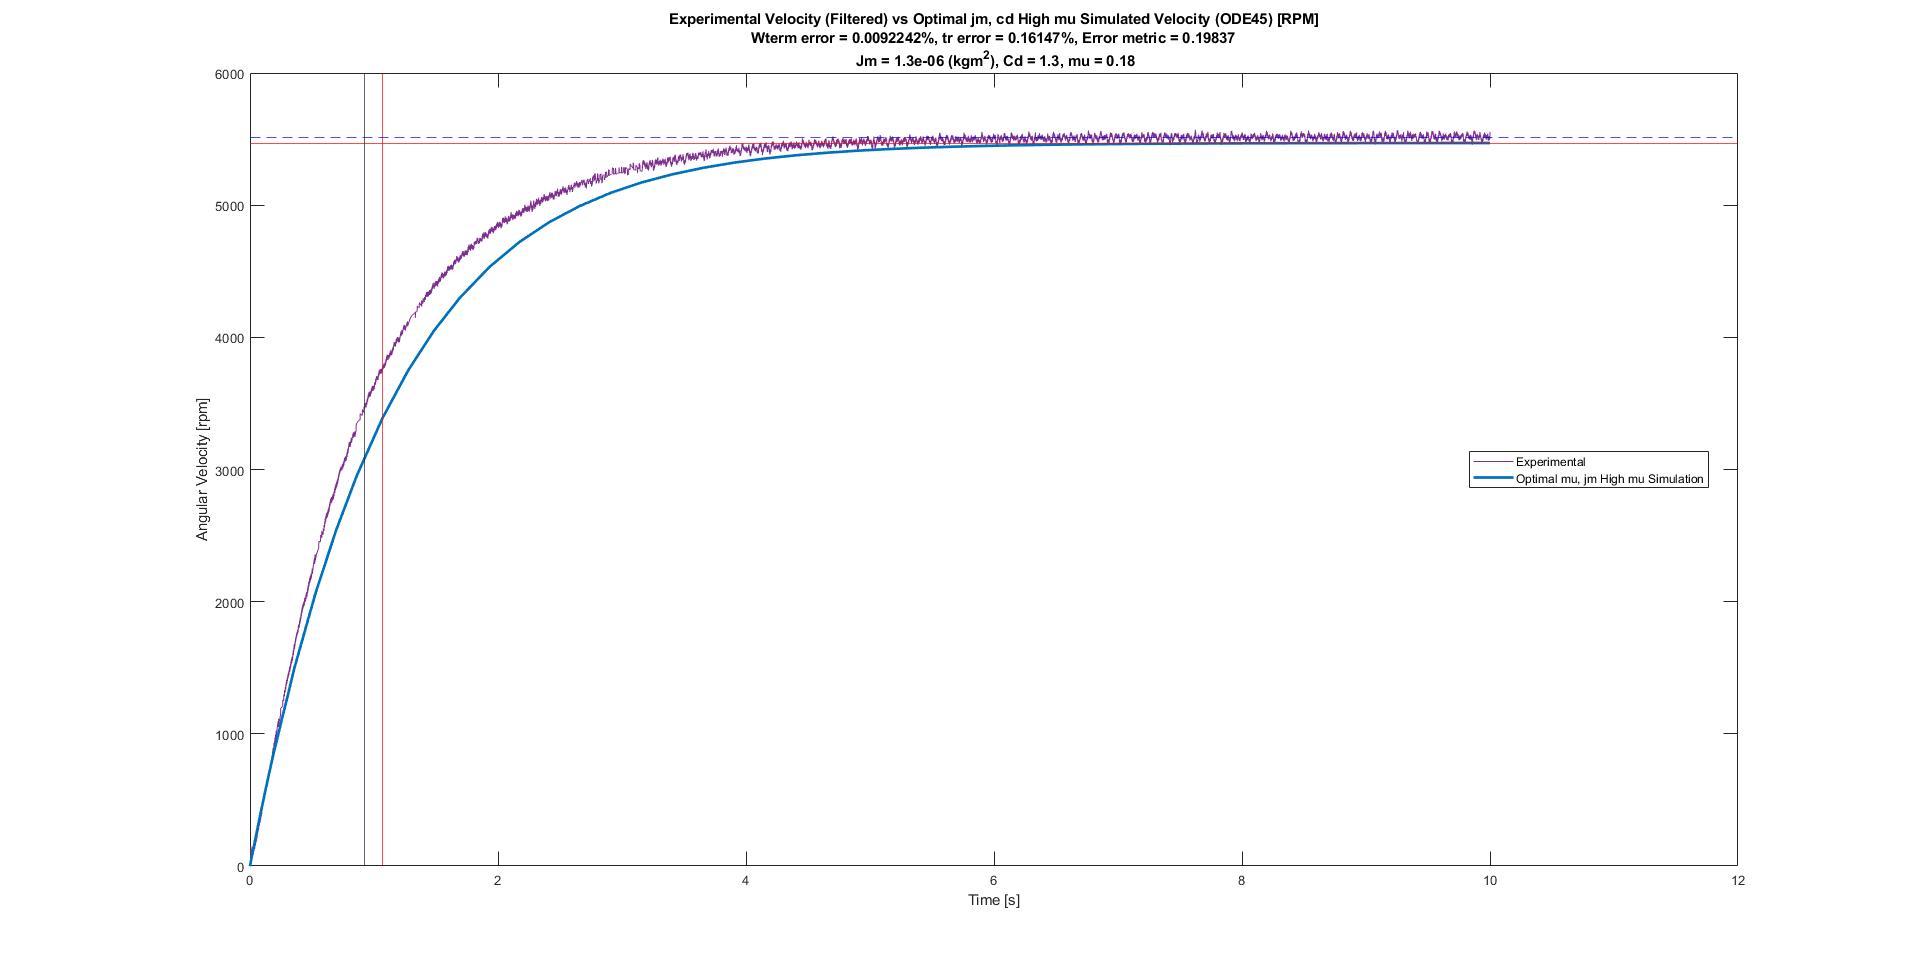 Experimental Velocity (Filtered) vs Optimal jm, cd High mu Simulated Velocity (ODE45) [RPM]
Wterm error = 0.0092242%, tr error = 0.16147%, Error metric = 0.19837
Jm = 1.3e-06 (kgm²), Cd = 1.3, mu = 0.18
6000
5000
4000
3000
2000
1000
0
Angular Velocity [rpm]
Experimental
Optimal mu, jm High mu Simulation
0 2 4 6 8 10 12
Time [s]